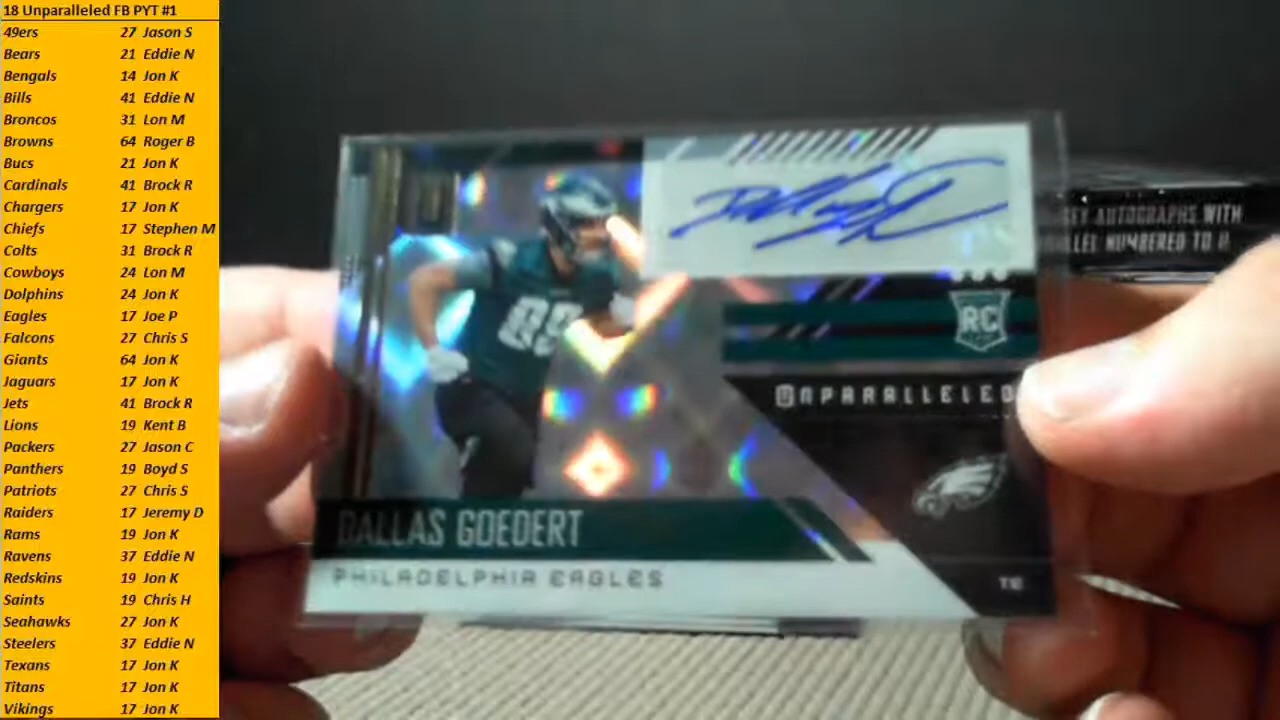 18 Unparalleled FB PYT #1
49ers 27 Jason S
Bears 21 Eddie N
Bengals 14 Jon K
Bills 41 Eddie N
Broncos 31 Lon M
Browns 64 Roger B
Bucs 21 Jon K
Cardinals 41 Brock R
Chargers 17 Jon K
Chiefs 17 Stephen M
Colts 31 Brock R
Cowboys 24 Lon M
Dolphins 24 Jon K
Eagles 17 Joe P
Falcons 27 Chris S
Giants 64 Jon K
Jaguars 17 Jon K
Jets 41 Brock R
Lions 19 Kent B
Packers 27 Jason C
Panthers 19 Boyd S
Patriots 27 Chris S
Raiders 17 Jeremy D
Rams 19 Jon K
Ravens 37 Eddie N
Redskins 19 Jon K
Saints 19 Chris H
Seahawks 27 Jon K
Steelers 37 Eddie N
Texans 17 Jon K
Titans 17 Jon K
Vikings 17 Jon K
RC
UNPARALLELED
DALLAS GOEDERT
PHILADELPHIA EAGLES
TE
AUTOGRAPHS WITH
NUMBERED TO